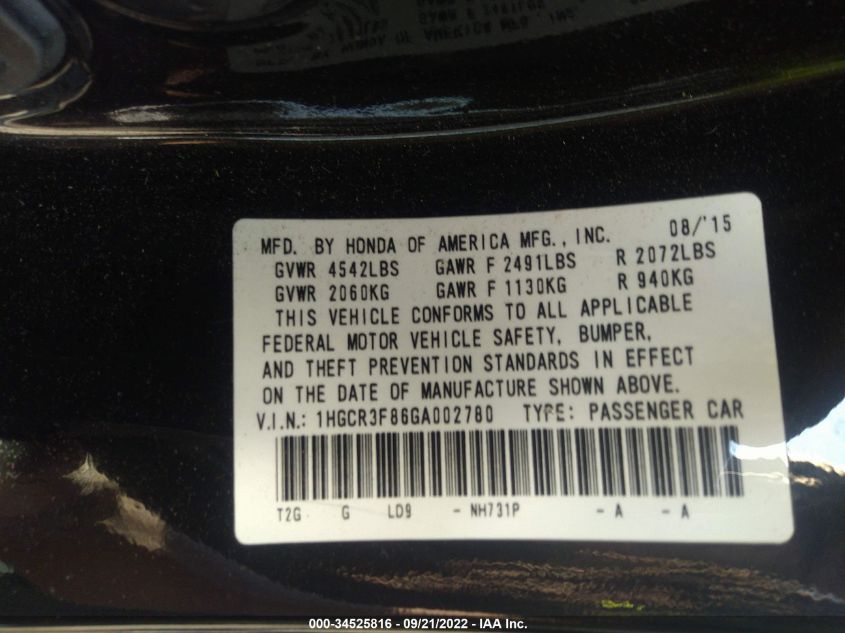 MFD. BY HONDA OF AMERICA MFG., INC. 08/'15
GVWR 4542LBS GAWR F 2491LBS R 2072LBS
GVWR 2060KG GAWR F 1130KG R 940KG
THIS VEHICLE CONFORMS TO ALL APPLICABLE
FEDERAL MOTOR VEHICLE SAFETY, BUMPER,
AND THEFT PREVENTION STANDARDS IN EFFECT
ON THE DATE OF MANUFACTURE SHOWN ABOVE.
V.I.N.: 1HGCR3F86GA002780 TYPE: PASSENGER CAR
T2G G LD9 - NH731P - A - A
000-34525816 - 09/21/2022 - IAA Inc.